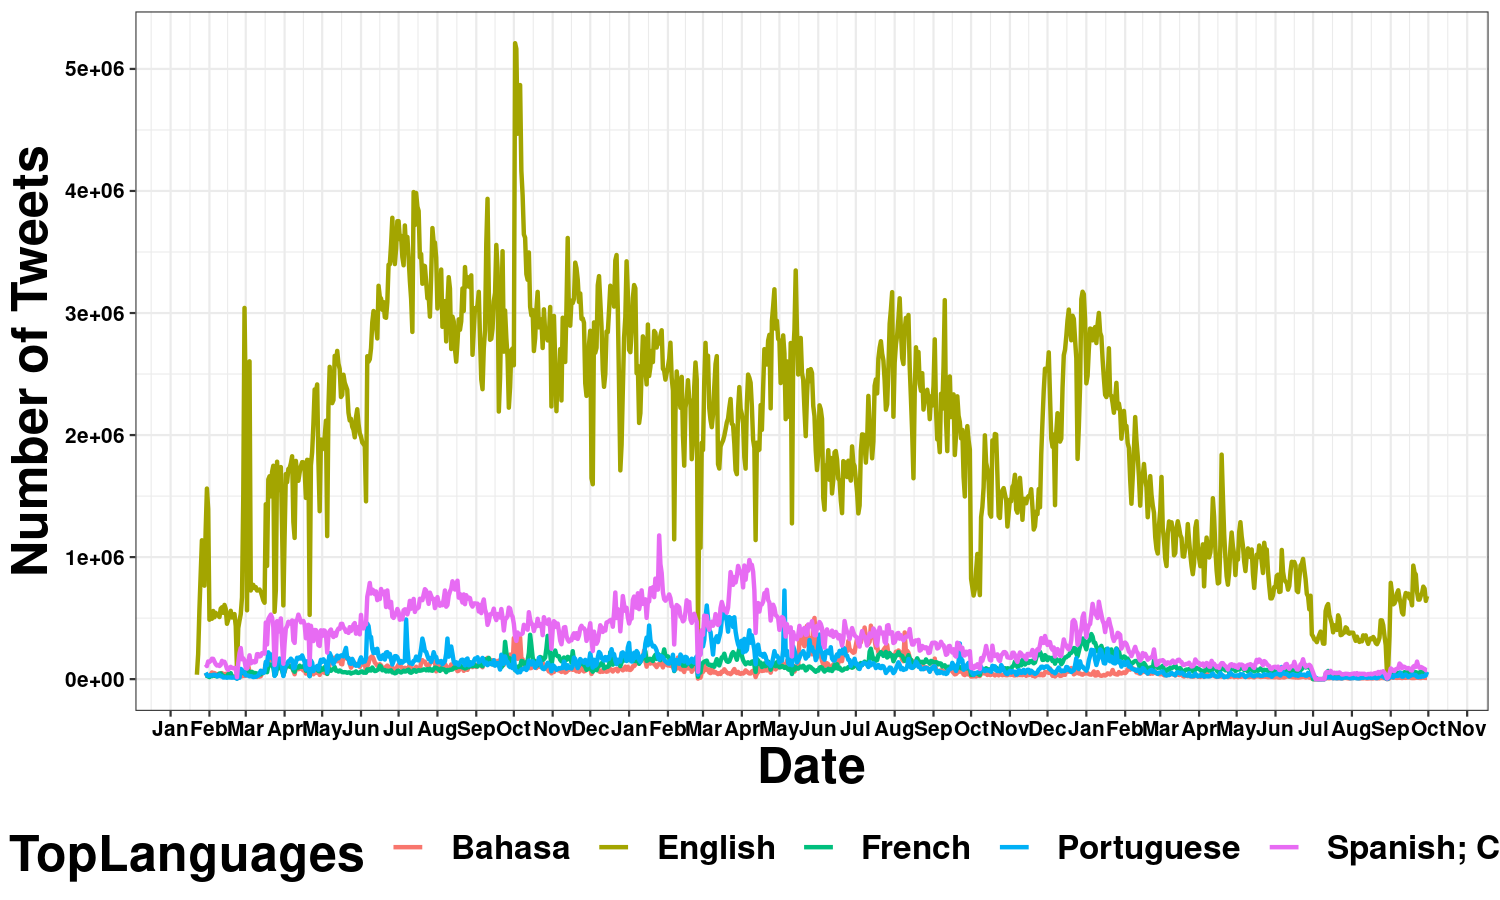 5e+06
4e+06
3e+06
2e+06
1e+06
0e+00
Number of Tweets
Jan Feb Mar Apr May Jun Jul Aug Sep Oct Nov Dec Jan Feb Mar Apr May Jun Jul Aug Sep Oct Nov Dec Jan Feb Mar Apr May Jun Jul Aug Sep Oct Nov
Date
TopLanguages Bahasa English French Portuguese Spanish; C